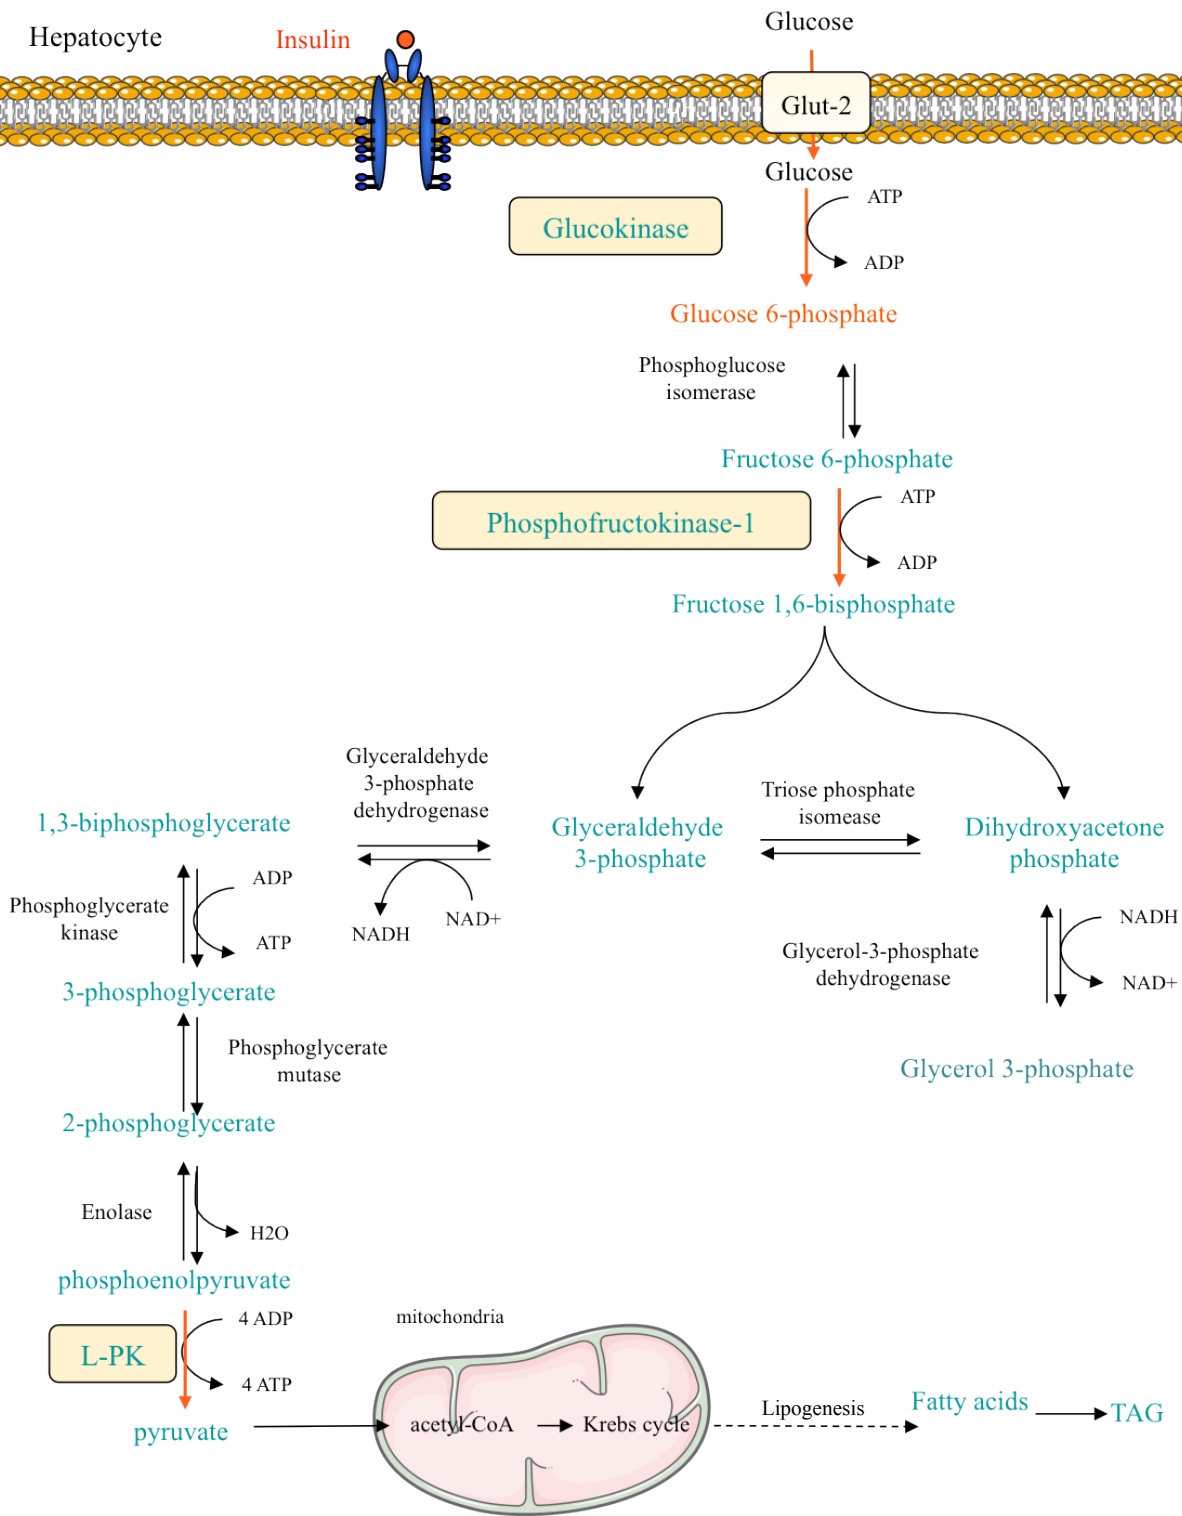 Hepatocyte
Insulin
Glucose
Glut-2
Glucose
ATP
Glucokinase
ADP
Glucose 6-phosphate
Phosphoglucose
isomerase
Fructose 6-phosphate
ATP
Phosphofructokinase-1
ADP
Fructose 1,6-bisphosphate
Glyceraldehyde
3-phosphate
dehydrogenase
Triose phosphate
isomease
1,3-biphosphoglycerate
Glyceraldehyde
3-phosphate
Dihydroxyacetone
phosphate
ADP
Phosphoglycerate
kinase
ATP
NADH
NAD+
NADH
Glycerol-3-phosphate
dehydrogenase
NAD+
3-phosphoglycerate
Phosphoglycerate
mutase
Glycerol 3-phosphate
2-phosphoglycerate
Enolase
H2O
phosphoenolpyruvate
4 ADP
mitochondria
L-PK
4 ATP
pyruvate
acetyl-CoA
Krebs cycle
Lipogenesis
Fatty acids
TAG